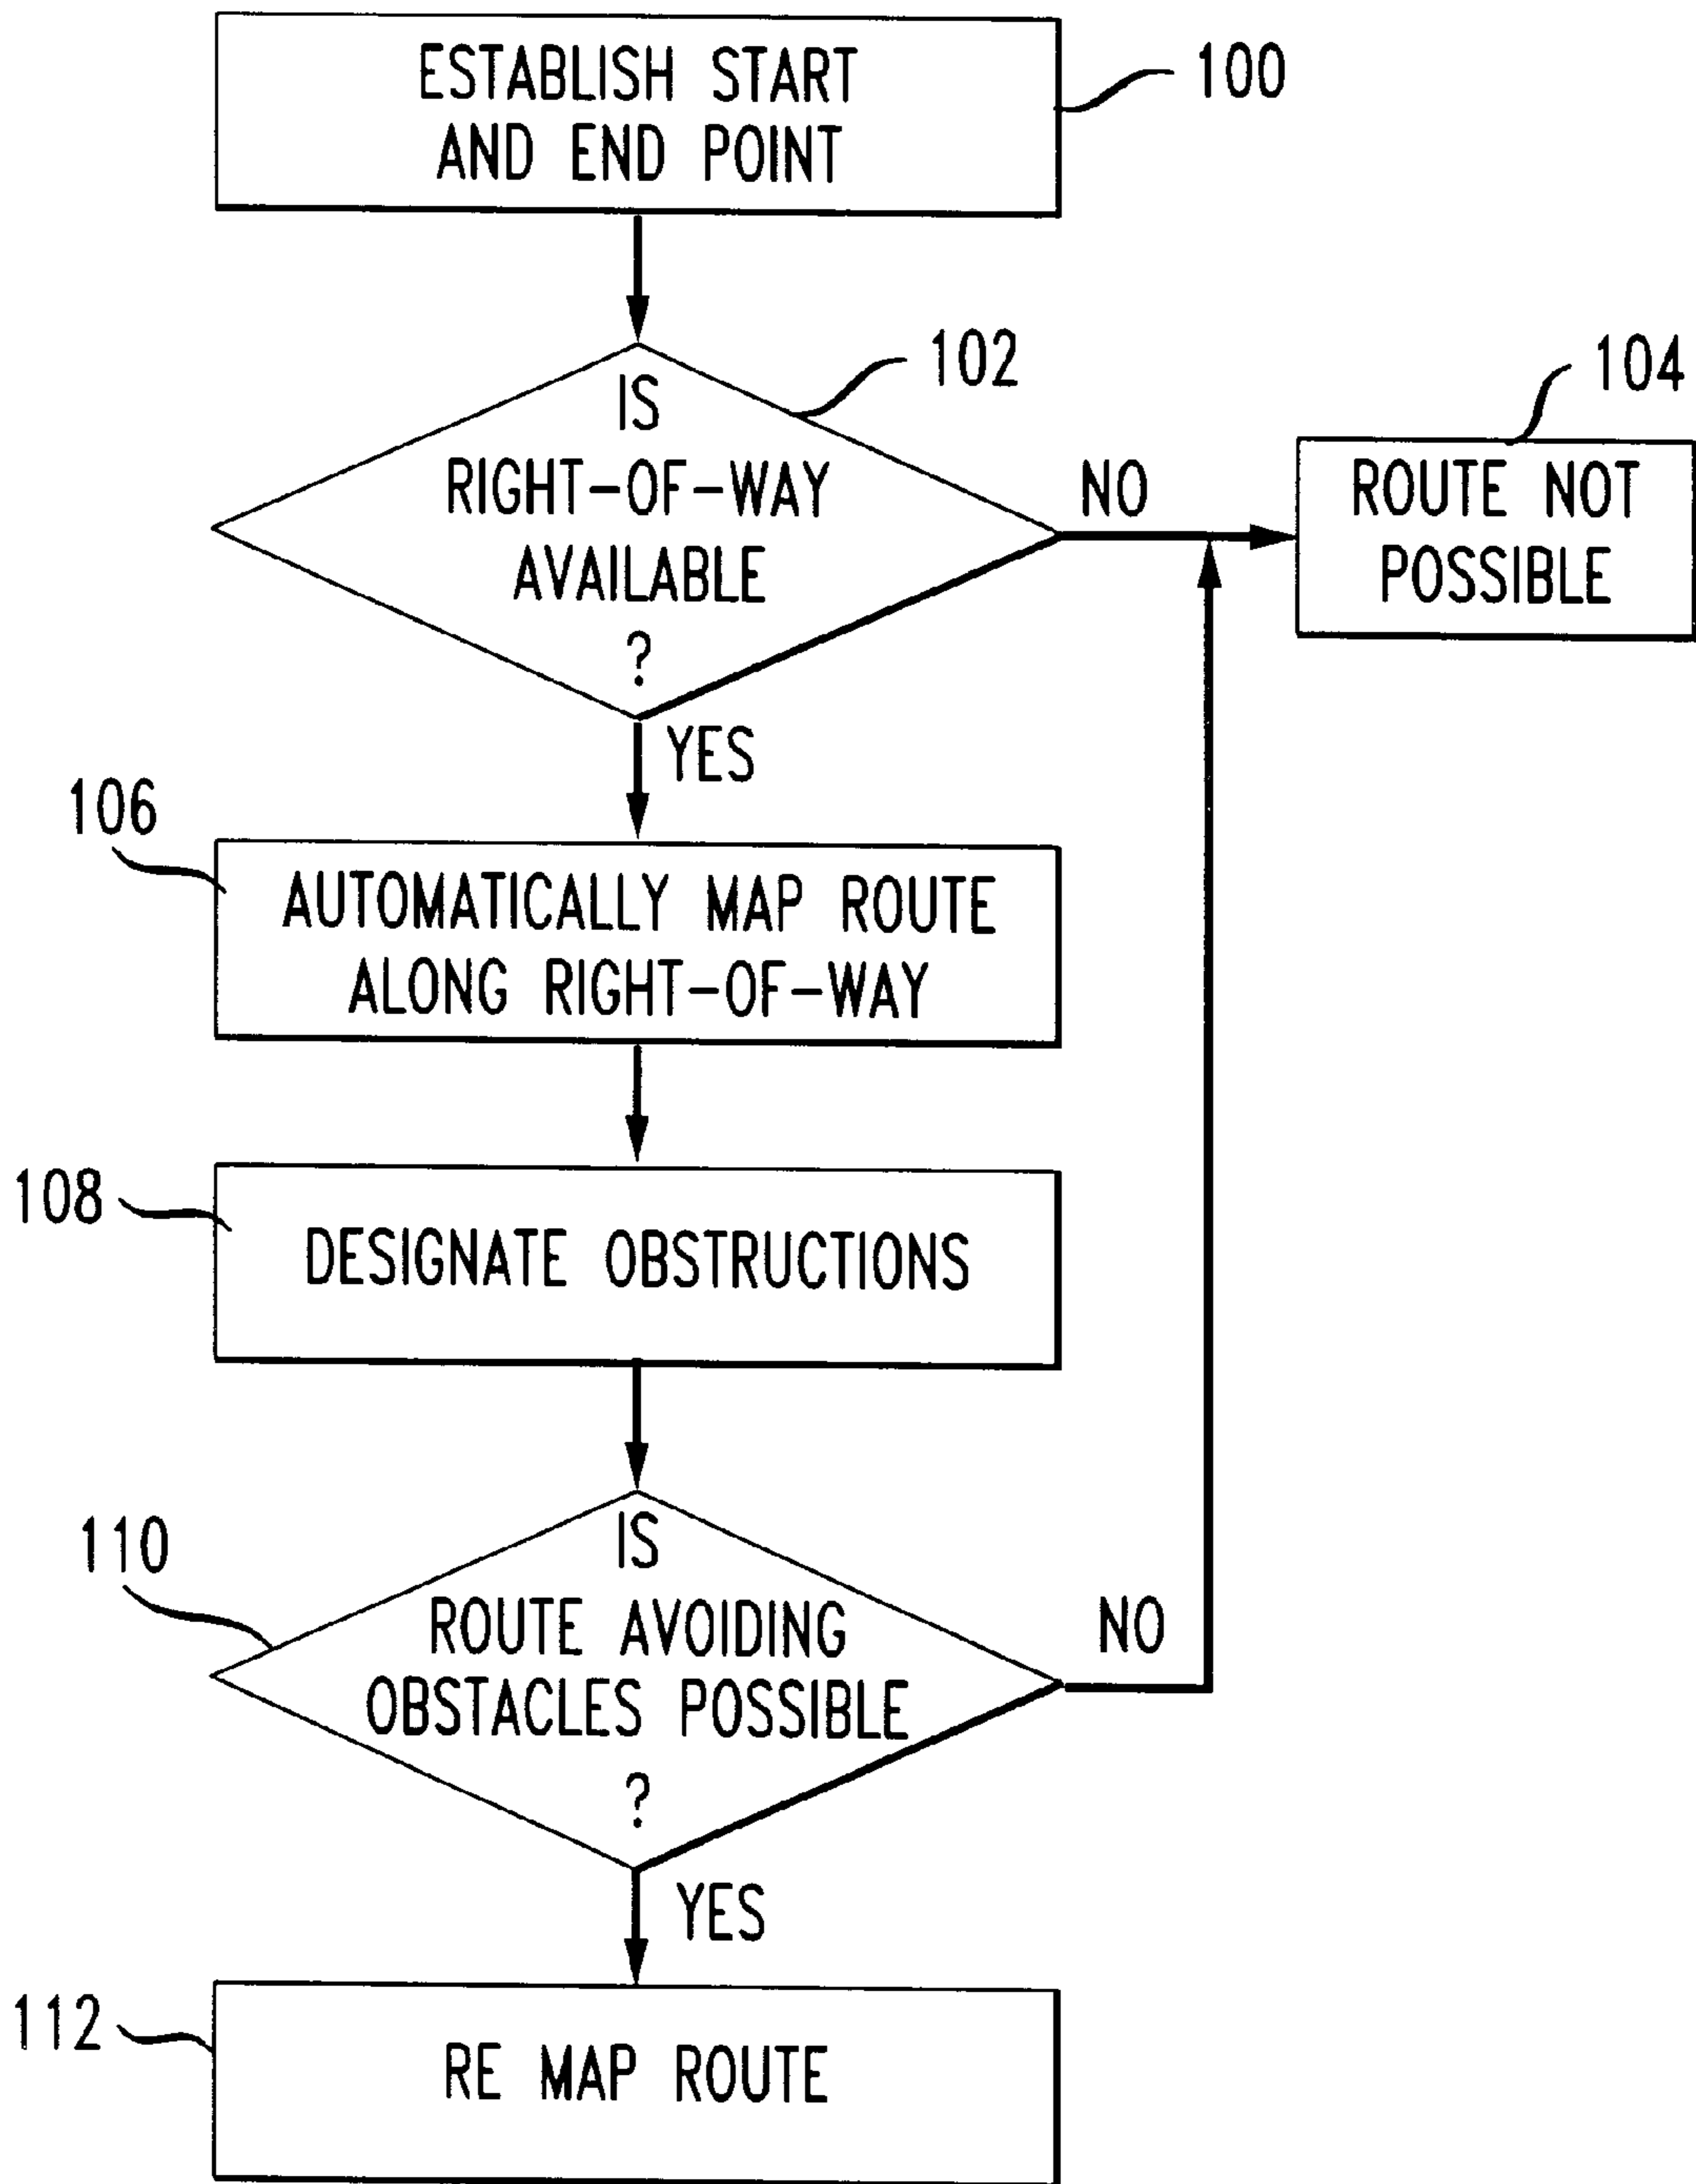 ESTABLISH START
AND END POINT
100
102
IS
RIGHT-OF-WAY
AVAILABLE
?
NO
104
ROUTE NOT
POSSIBLE
YES
106
AUTOMATICALLY MAP ROUTE
ALONG RIGHT-OF-WAY
108
DESIGNATE OBSTRUCTIONS
110
IS
ROUTE AVOIDING
OBSTACLES POSSIBLE
?
NO
YES
112
RE MAP ROUTE